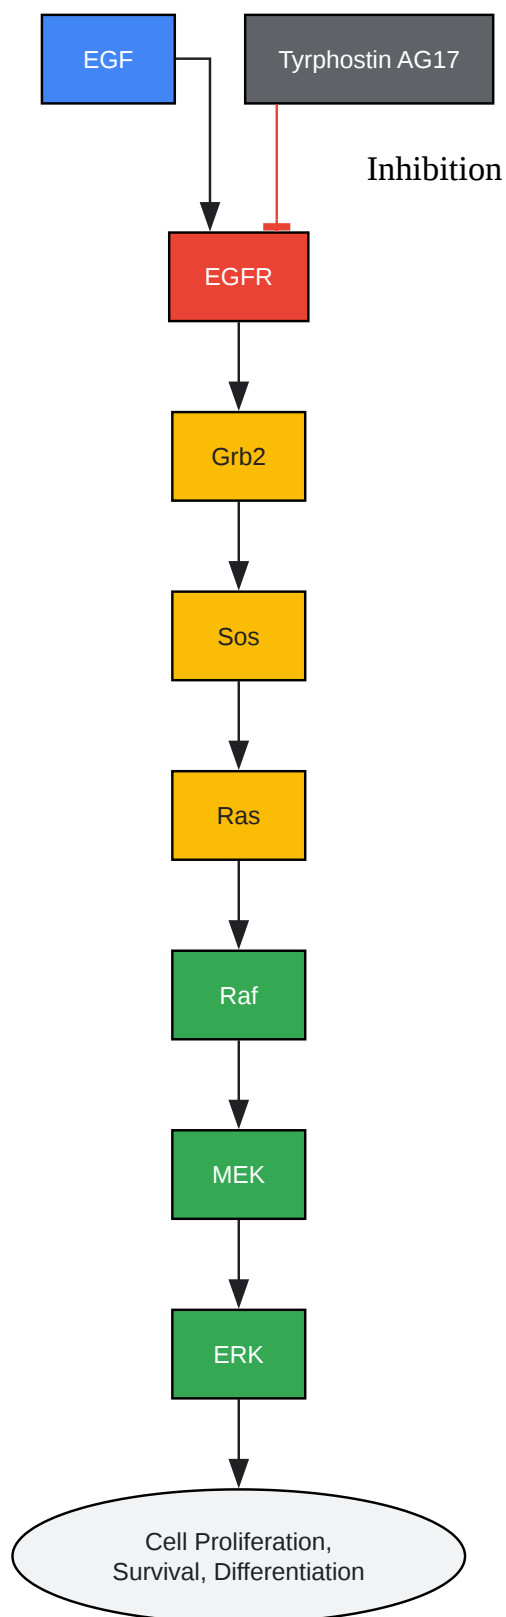 EGF
Tyrphostin AG17
Inhibition
EGFR
Grb2
Sos
Ras
Raf
MEK
ERK
Cell Proliferation,
Survival, Differentiation